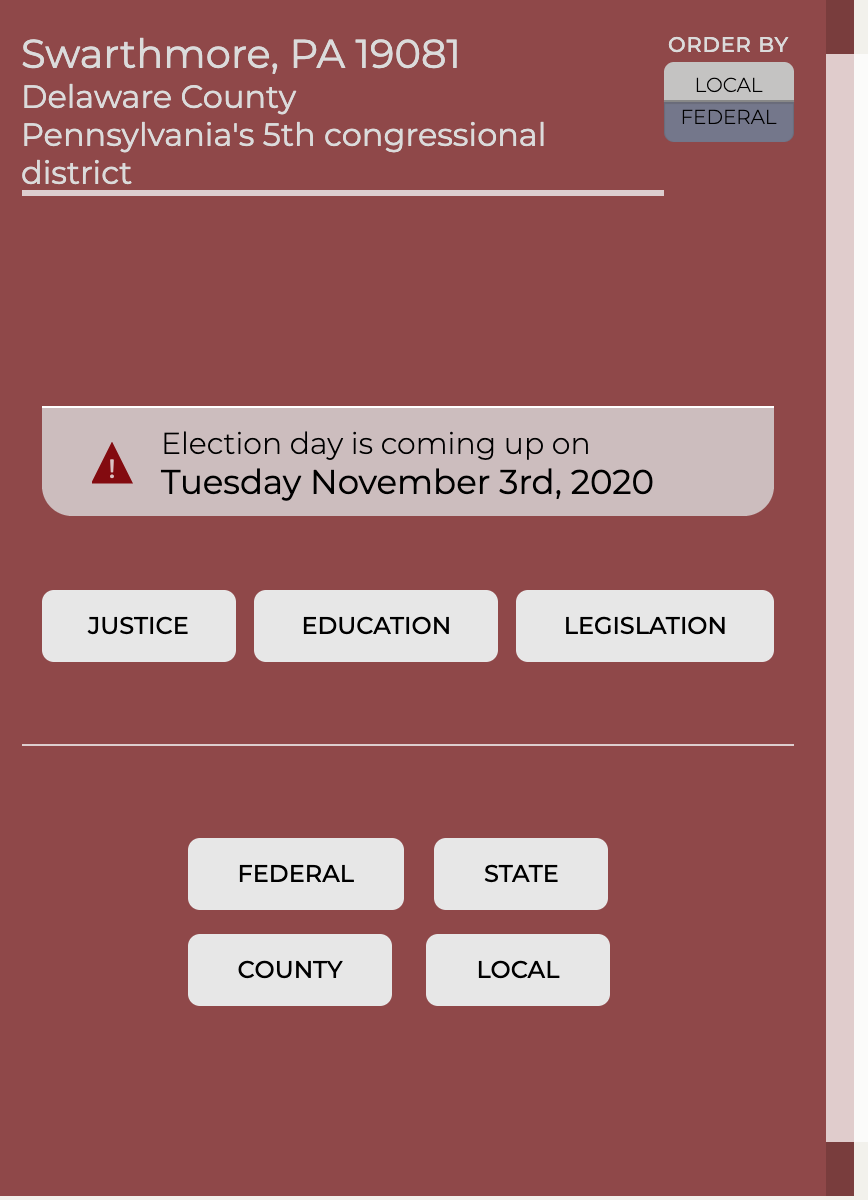 Swarthmore, PA 19081
Delaware County
Pennsylvania's 5th congressional
district
ORDER BY
LOCAL
FEDERAL
!
Election day is coming up on
Tuesday November 3rd, 2020
JUSTICE
EDUCATION
LEGISLATION
FEDERAL
STATE
COUNTY
LOCAL